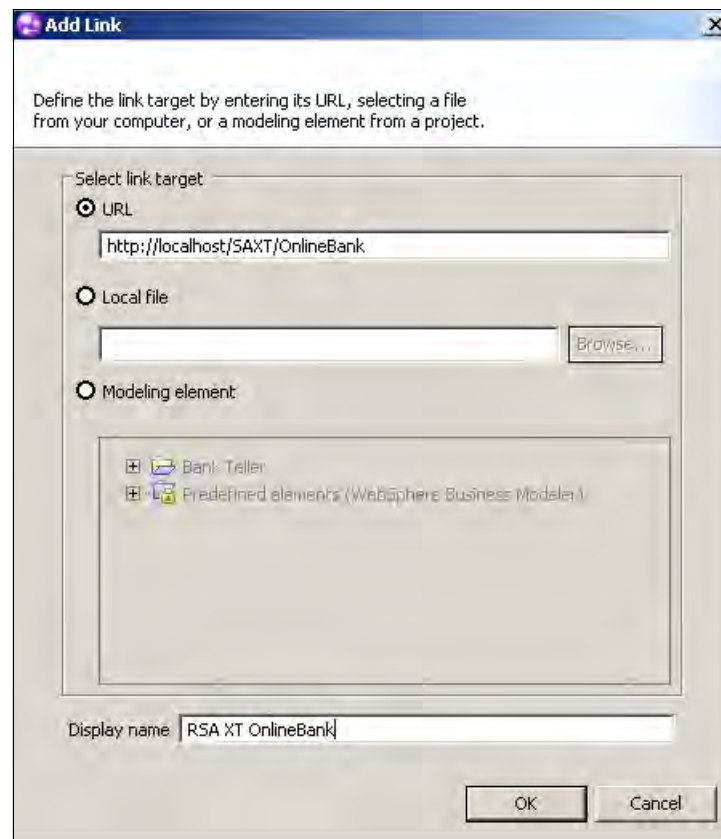 Add Link
Define the link target by entering its URL, selecting a file
from your computer, or a modeling element from a project.
Select link target
URL
http://localhost/SAXT/OnlineBank
Local file
Browse...
Modeling element
Bank Teller
Predefined elements (WebSphere Business Modeler)
Display name RSA XT OnlineBank
OK Cancel